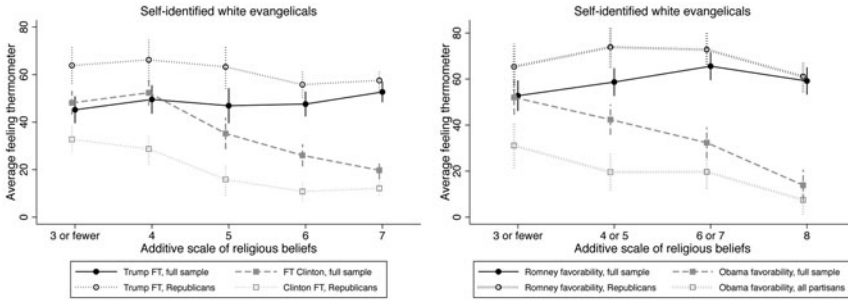 Self-identified white evangelicals
Average feeling thermometer
80
60
40
20
0
3 or fewer 4 5 6 7
Additive scale of religious beliefs
Trump FT, full sample FT Clinton, full sample
Trump FT, Republicans Clinton FT, Republicans
Self-identified white evangelicals
Average feeling thermometer
80
60
40
20
0
3 or fewer 4 or 5 6 or 7 8
Additive scale of religious beliefs
Romney favorability, full sample Obama favorability, full sample
Romney favorability, Republicans Obama favorability, all partisans